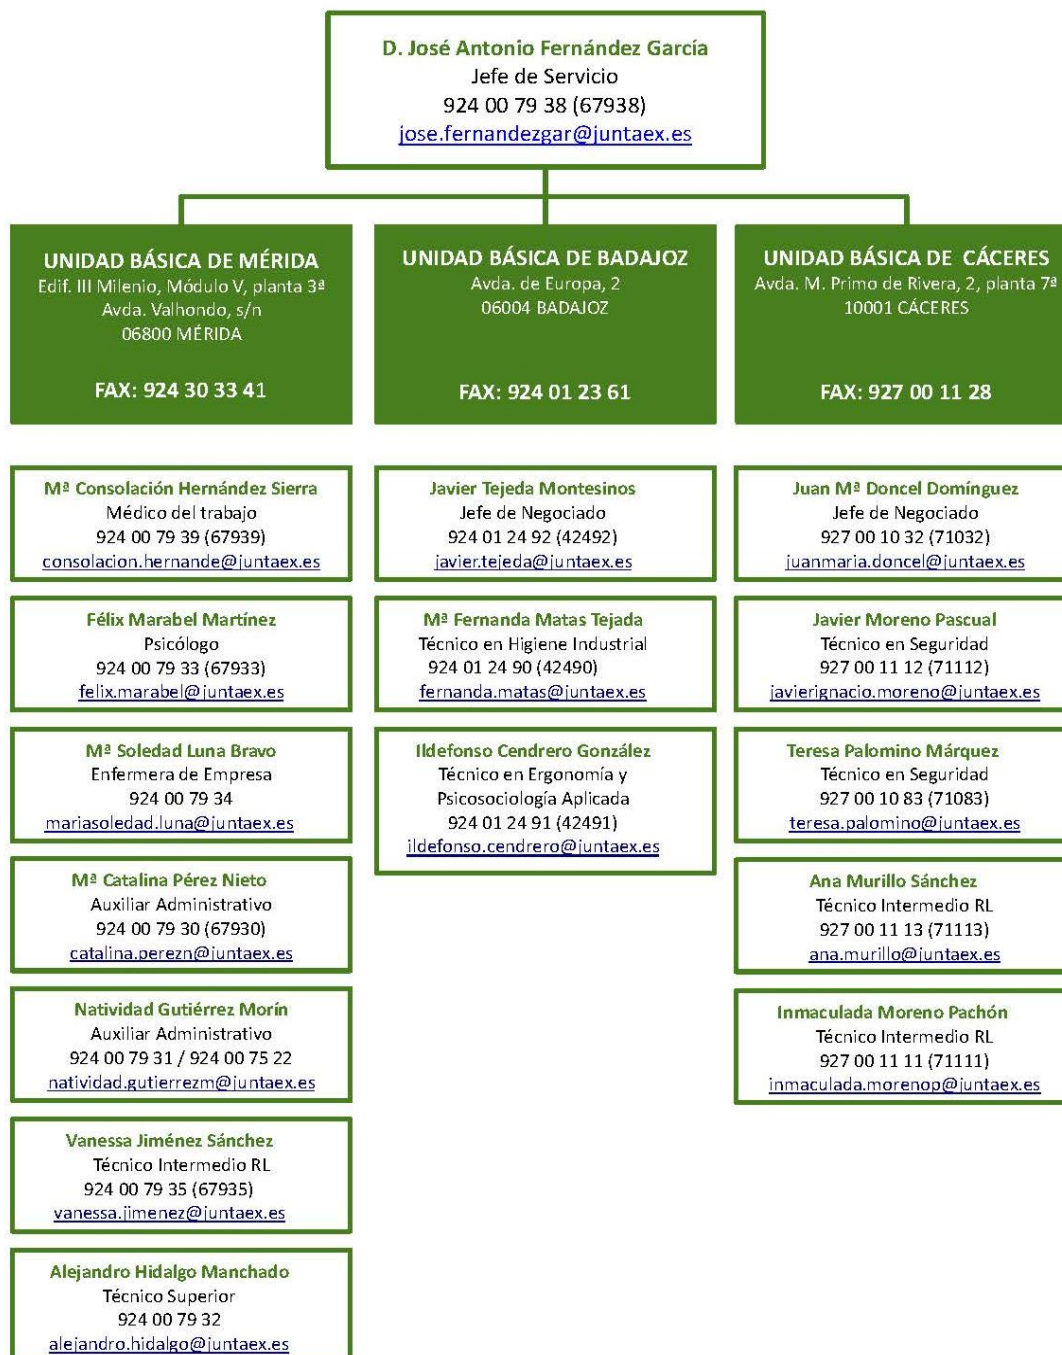 D. José Antonio Fernández García
Jefe de Servicio
924 00 79 38 (67938)
jose.fernandezgar@juntaex.es
UNIDAD BÁSICA DE MÉRIDA
Edif. III Milenio, Módulo V, planta 3ª
Avda. Valhondo, s/n
06800 MÉRIDA
FAX: 924 30 33 41
Mª Consolación Hernández Sierra
Médico del trabajo
924 00 79 39 (67939)
consolacion.hernande@juntaex.es
Félix Marabel Martínez
Psicólogo
924 00 79 33 (67933)
felix.marabel@juntaex.es
Mª Soledad Luna Bravo
Enfermera de Empresa
924 00 79 34
mariasoledad.luna@juntaex.es
Mª Catalina Pérez Nieto
Auxiliar Administrativo
924 00 79 30 (67930)
catalina.perezn@juntaex.es
Natividad Gutiérrez Morín
Auxiliar Administrativo
924 00 79 31 / 924 00 75 22
natividad.gutierrezm@juntaex.es
Vanessa Jiménez Sánchez
Técnico Intermedio RL
924 00 79 35 (67935)
vanessa.jimenez@juntaex.es
Alejandro Hidalgo Manchado
Técnico Superior
924 00 79 32
alejandro.hidalgo@juntaex.es
UNIDAD BÁSICA DE BADAJOZ
Avda. de Europa, 2
06004 BADAJOZ
FAX: 924 01 23 61
Javier Tejeda Montesinos
Jefe de Negociado
924 01 24 92 (42492)
javier.tejeda@juntaex.es
Mª Fernanda Matas Tejada
Técnico en Higiene Industrial
924 01 24 90 (42490)
fernanda.matas@juntaex.es
Ildefonso Cendrero González
Técnico en Ergonomía y
Psicosociología Aplicada
924 01 24 91 (42491)
ildefonso.cendrero@juntaex.es
UNIDAD BÁSICA DE CÁCERES
Avda. M. Primo de Rivera, 2, planta 7ª
10001 CÁCERES
FAX: 927 00 11 28
Juan Mª Doncel Domínguez
Jefe de Negociado
927 00 10 32 (71032)
juanmaria.doncel@juntaex.es
Javier Moreno Pascual
Técnico en Seguridad
927 00 11 12 (71112)
javierignacio.moreno@juntaex.es
Teresa Palomino Márquez
Técnico en Seguridad
927 00 10 83 (71083)
teresa.palomino@juntaex.es
Ana Murillo Sánchez
Técnico Intermedio RL
927 00 11 13 (71113)
ana.murillo@juntaex.es
Inmaculada Moreno Pachón
Técnico Intermedio RL
927 00 11 11 (71111)
inmaculada.morenop@juntaex.es